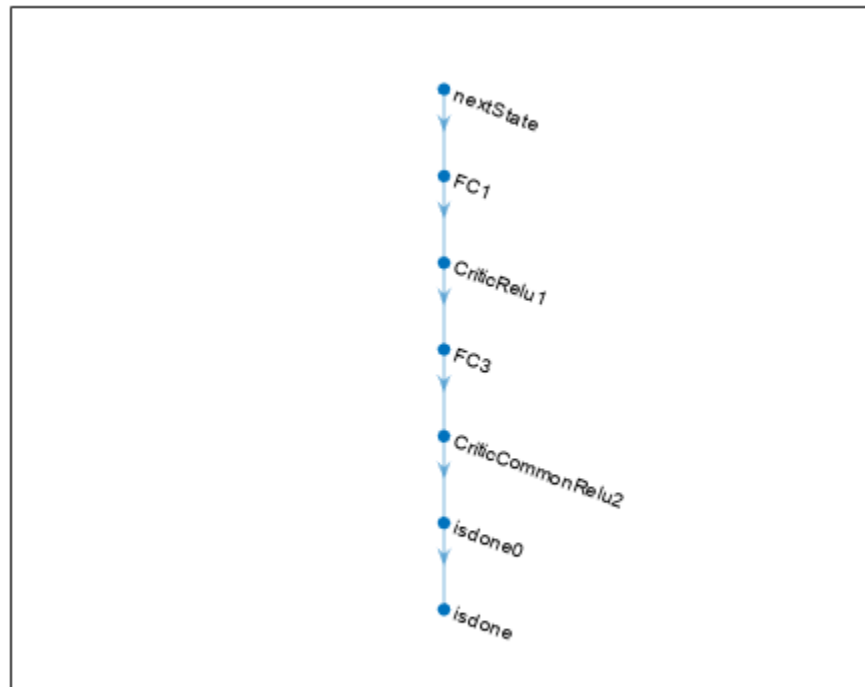 nextState
FC1
CriticRelu1
FC3
CriticCommonRelu2
isdone0
isdone